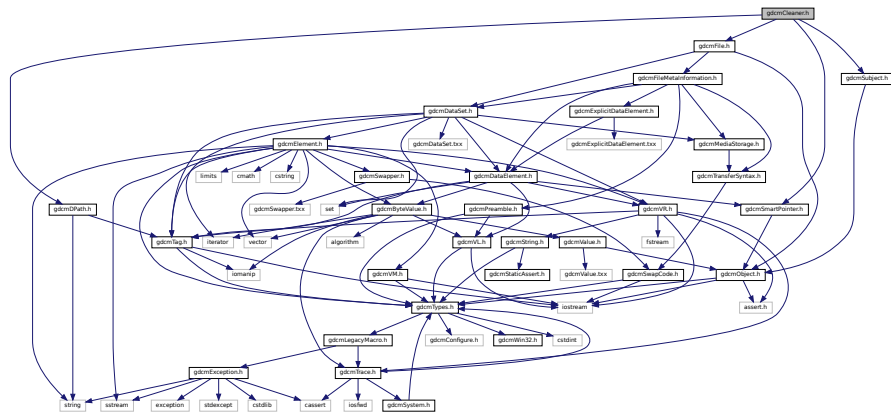 gdcmCleaner.h
gdcmFile.h
gdcmFileMetaInformation.h
gdcmSubject.h
gdcmDataSet.h
gdcmExplicitDataElement.h
gdcmElement.h
gdcmDataSet.txx
gdcmExplicitDataElement.txx
gdcmMediaStorage.h
limits
cmath
cstring
gdcmSwapper.h
gdcmDataElement.h
gdcmTransferSyntax.h
gdcmDPath.h
gdcmSwapper.txx
set
gdcmByteValue.h
gdcmPreamble.h
gdcmVR.h
gdcmSmartPointer.h
gdcmTag.h
iterator
vector
algorithm
gdcmVL.h
gdcmString.h
gdcmValue.h
fstream
iomanip
gdcmVM.h
gdcmStaticAssert.h
gdcmValue.txx
gdcmSwapCode.h
gdcmObject.h
gdcmTypes.h
iostream
assert.h
gdcmLegacyMacro.h
gdcmConfigure.h
gdcmWin32.h
cstdint
gdcmException.h
gdcmTrace.h
string
sstream
exception
stdexcept
cstdlib
cassert
iosfwd
gdcmSystem.h